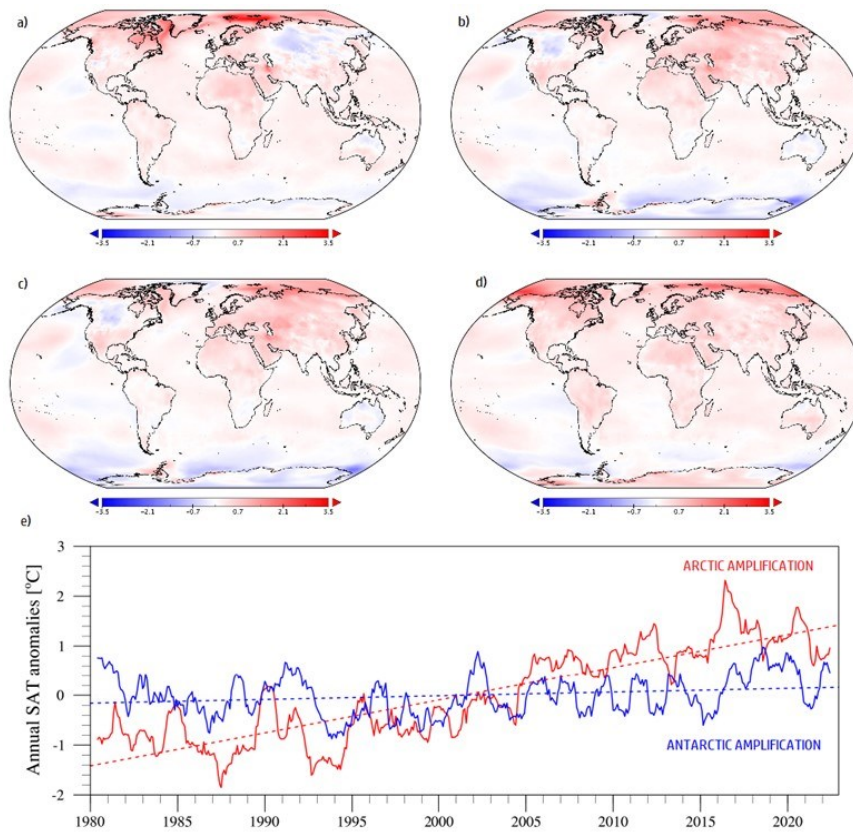 a)
b)
−3.5 −2.1 −0.7 0.7 2.1 3.5
−3.5 −2.1 −0.7 0.7 2.1 3.5
c)
d)
−3.5 −2.1 −0.7 0.7 2.1 3.5
−3.5 −2.1 −0.7 0.7 2.1 3.5
e)
Annual SAT anomalies [°C]
3
2
1
0
-1
-2
ARCTIC AMPLIFICATION
ANTARCTIC AMPLIFICATION
1980 1985 1990 1995 2000 2005 2010 2015 2020